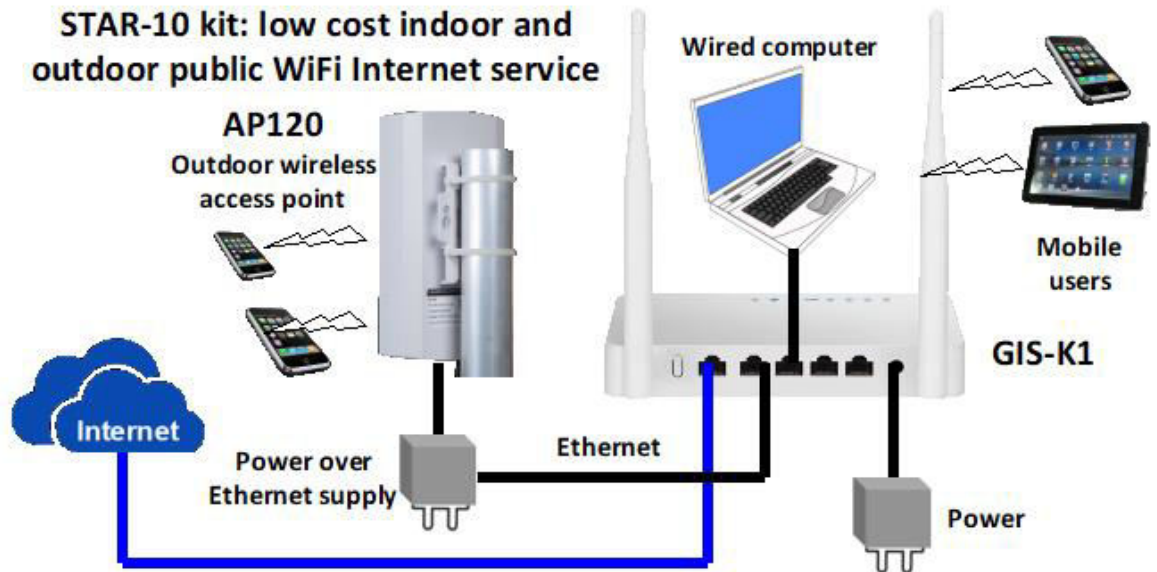 STAR-10 kit: low cost indoor and
outdoor public WiFi Internet service
AP120
Outdoor wireless
access point
Wired computer
Mobile
users
GIS-K1
Internet
Power over
Ethernet supply
Ethernet
Power